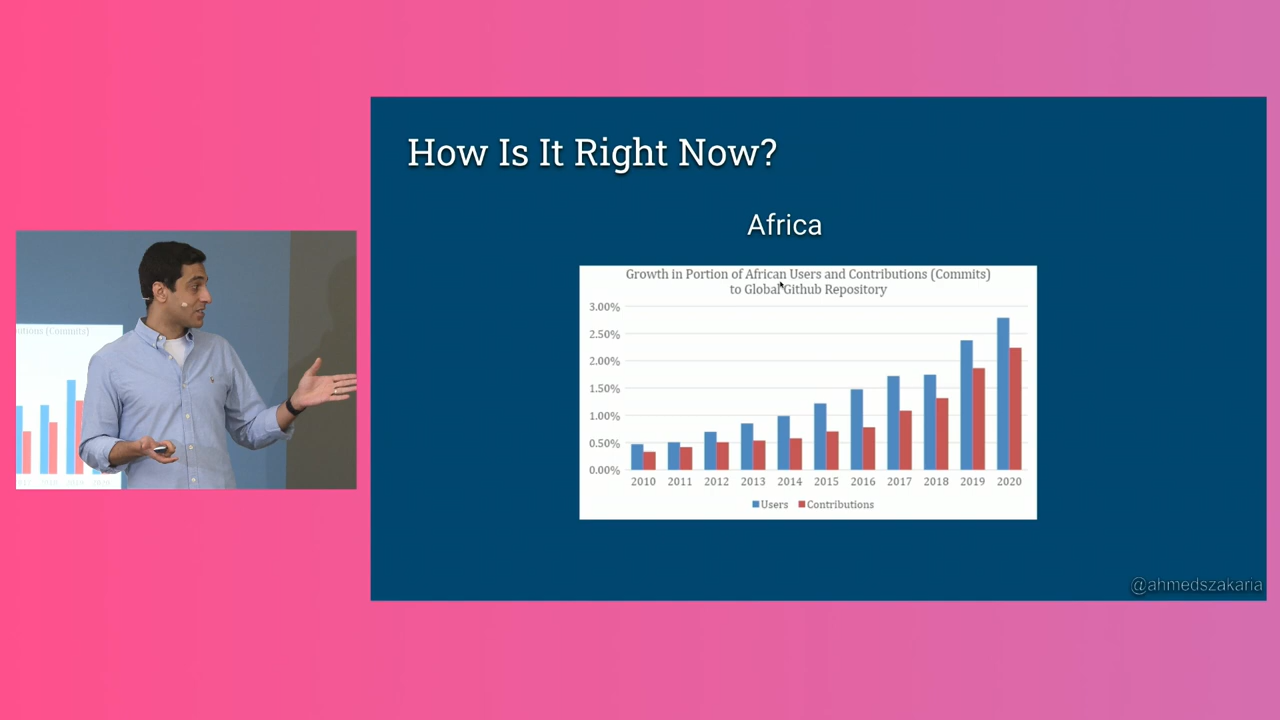 How Is It Right Now?
Africa
Growth in Portion of African Users and Contributions (Commits)
to Global Github Repository
3.00%
2.50%
2.00%
1.50%
1.00%
0.50%
0.00%
2010 2011 2012 2013 2014 2015 2016 2017 2018 2019 2020
Users Contributions
@ahmedszakaria
(Commits)